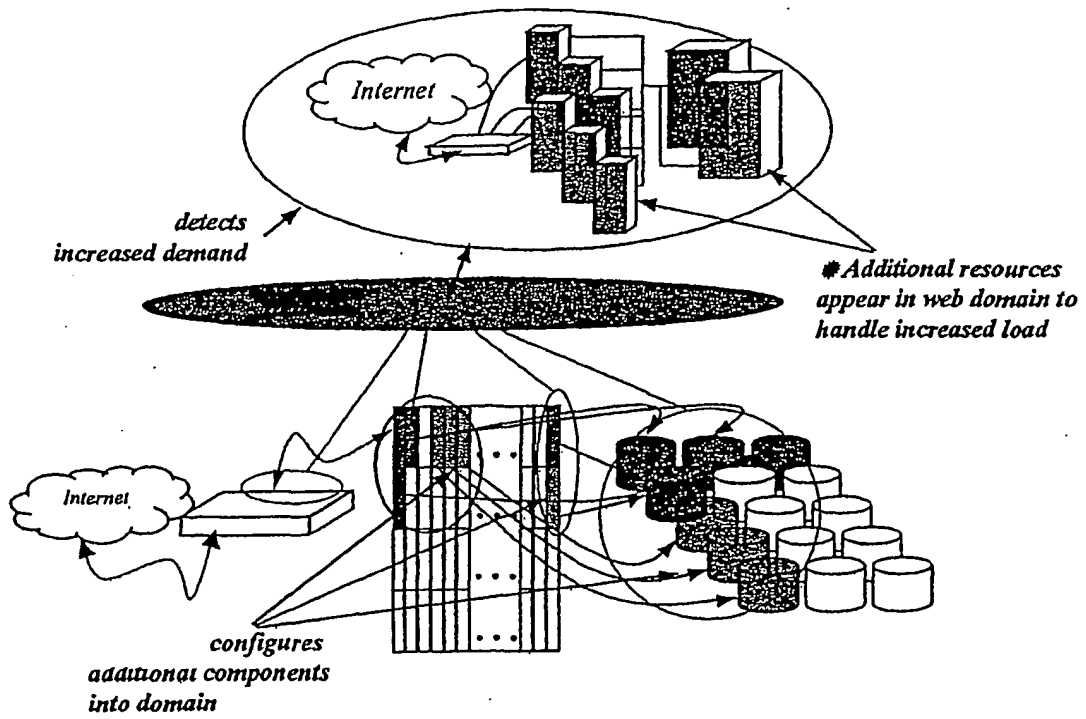 Internet
detects
increased demand
✹Additional resources
appear in web domain to
handle increased load
Internet
configures
additional components
into domain